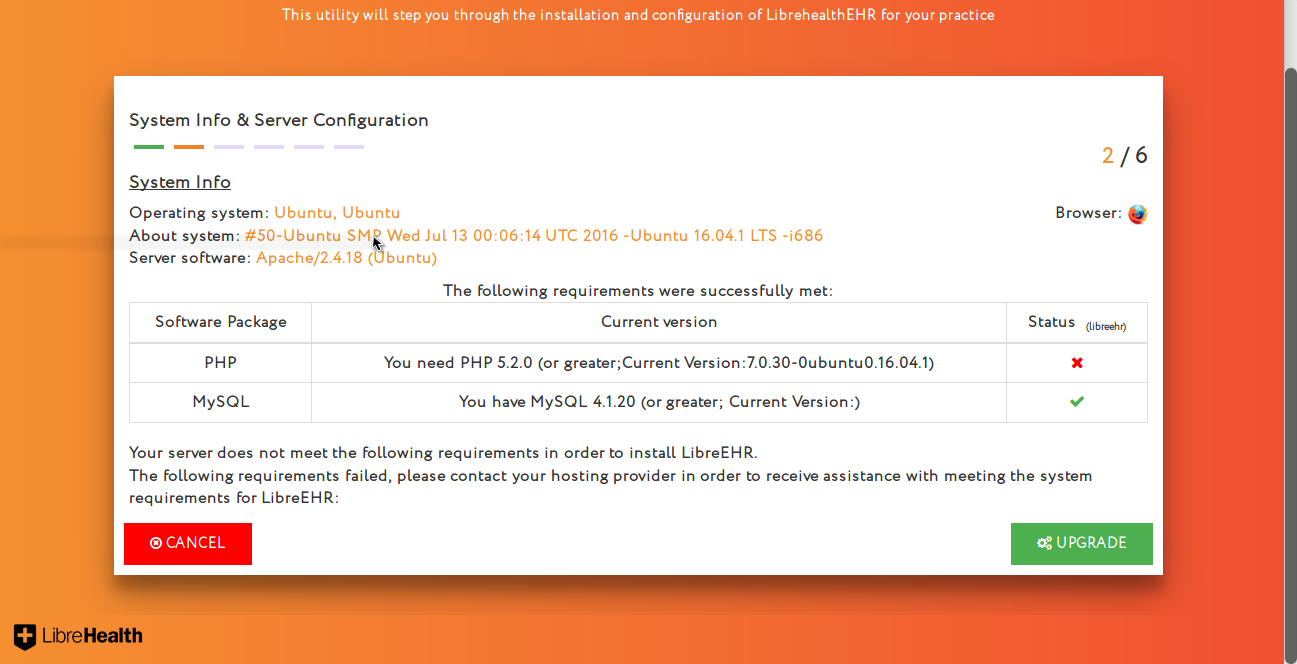 This utility will step you through the installation and configuration of LibrehealthEHR for your practice
System Info & Server Configuration
2 / 6
System Info
Operating system: Ubuntu, Ubuntu
Browser:
About system: #50-Ubuntu SMP Wed Jul 13 00:06:14 UTC 2016 -Ubuntu 16.04.1 LTS -i686
Server software: Apache/2.4.18 (Ubuntu)
The following requirements were successfully met:
Software Package Current version Status (libreehr)
PHP You need PHP 5.2.0 (or greater;Current Version:7.0.30-0ubuntu0.16.04.1)
MySQL You have MySQL 4.1.20 (or greater; Current Version:)
Your server does not meet the following requirements in order to install LibreEHR.
The following requirements failed, please contact your hosting provider in order to receive assistance with meeting the system
requirements for LibreEHR:
CANCEL
UPGRADE
LibreHealth